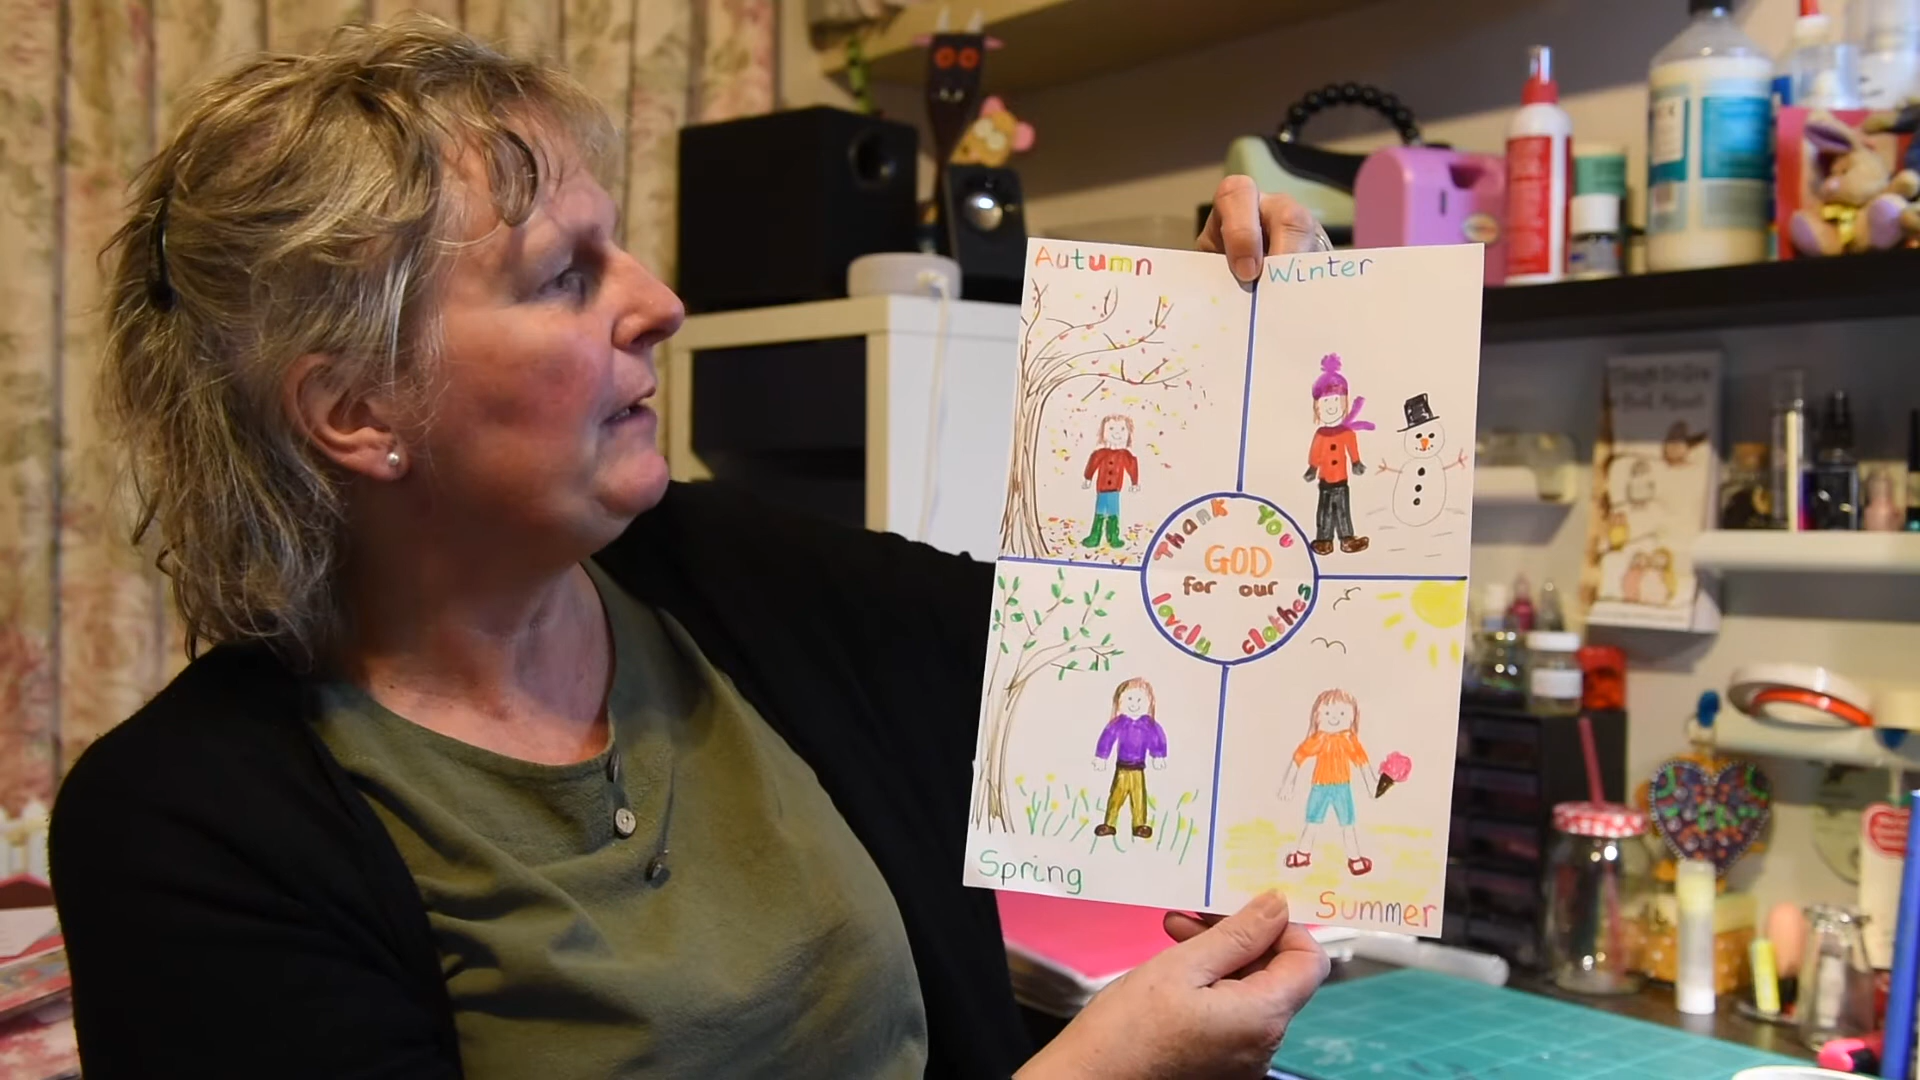 Autumn
Winter
Thank You
GOD
for our
lovely clothes
Spring
Summer